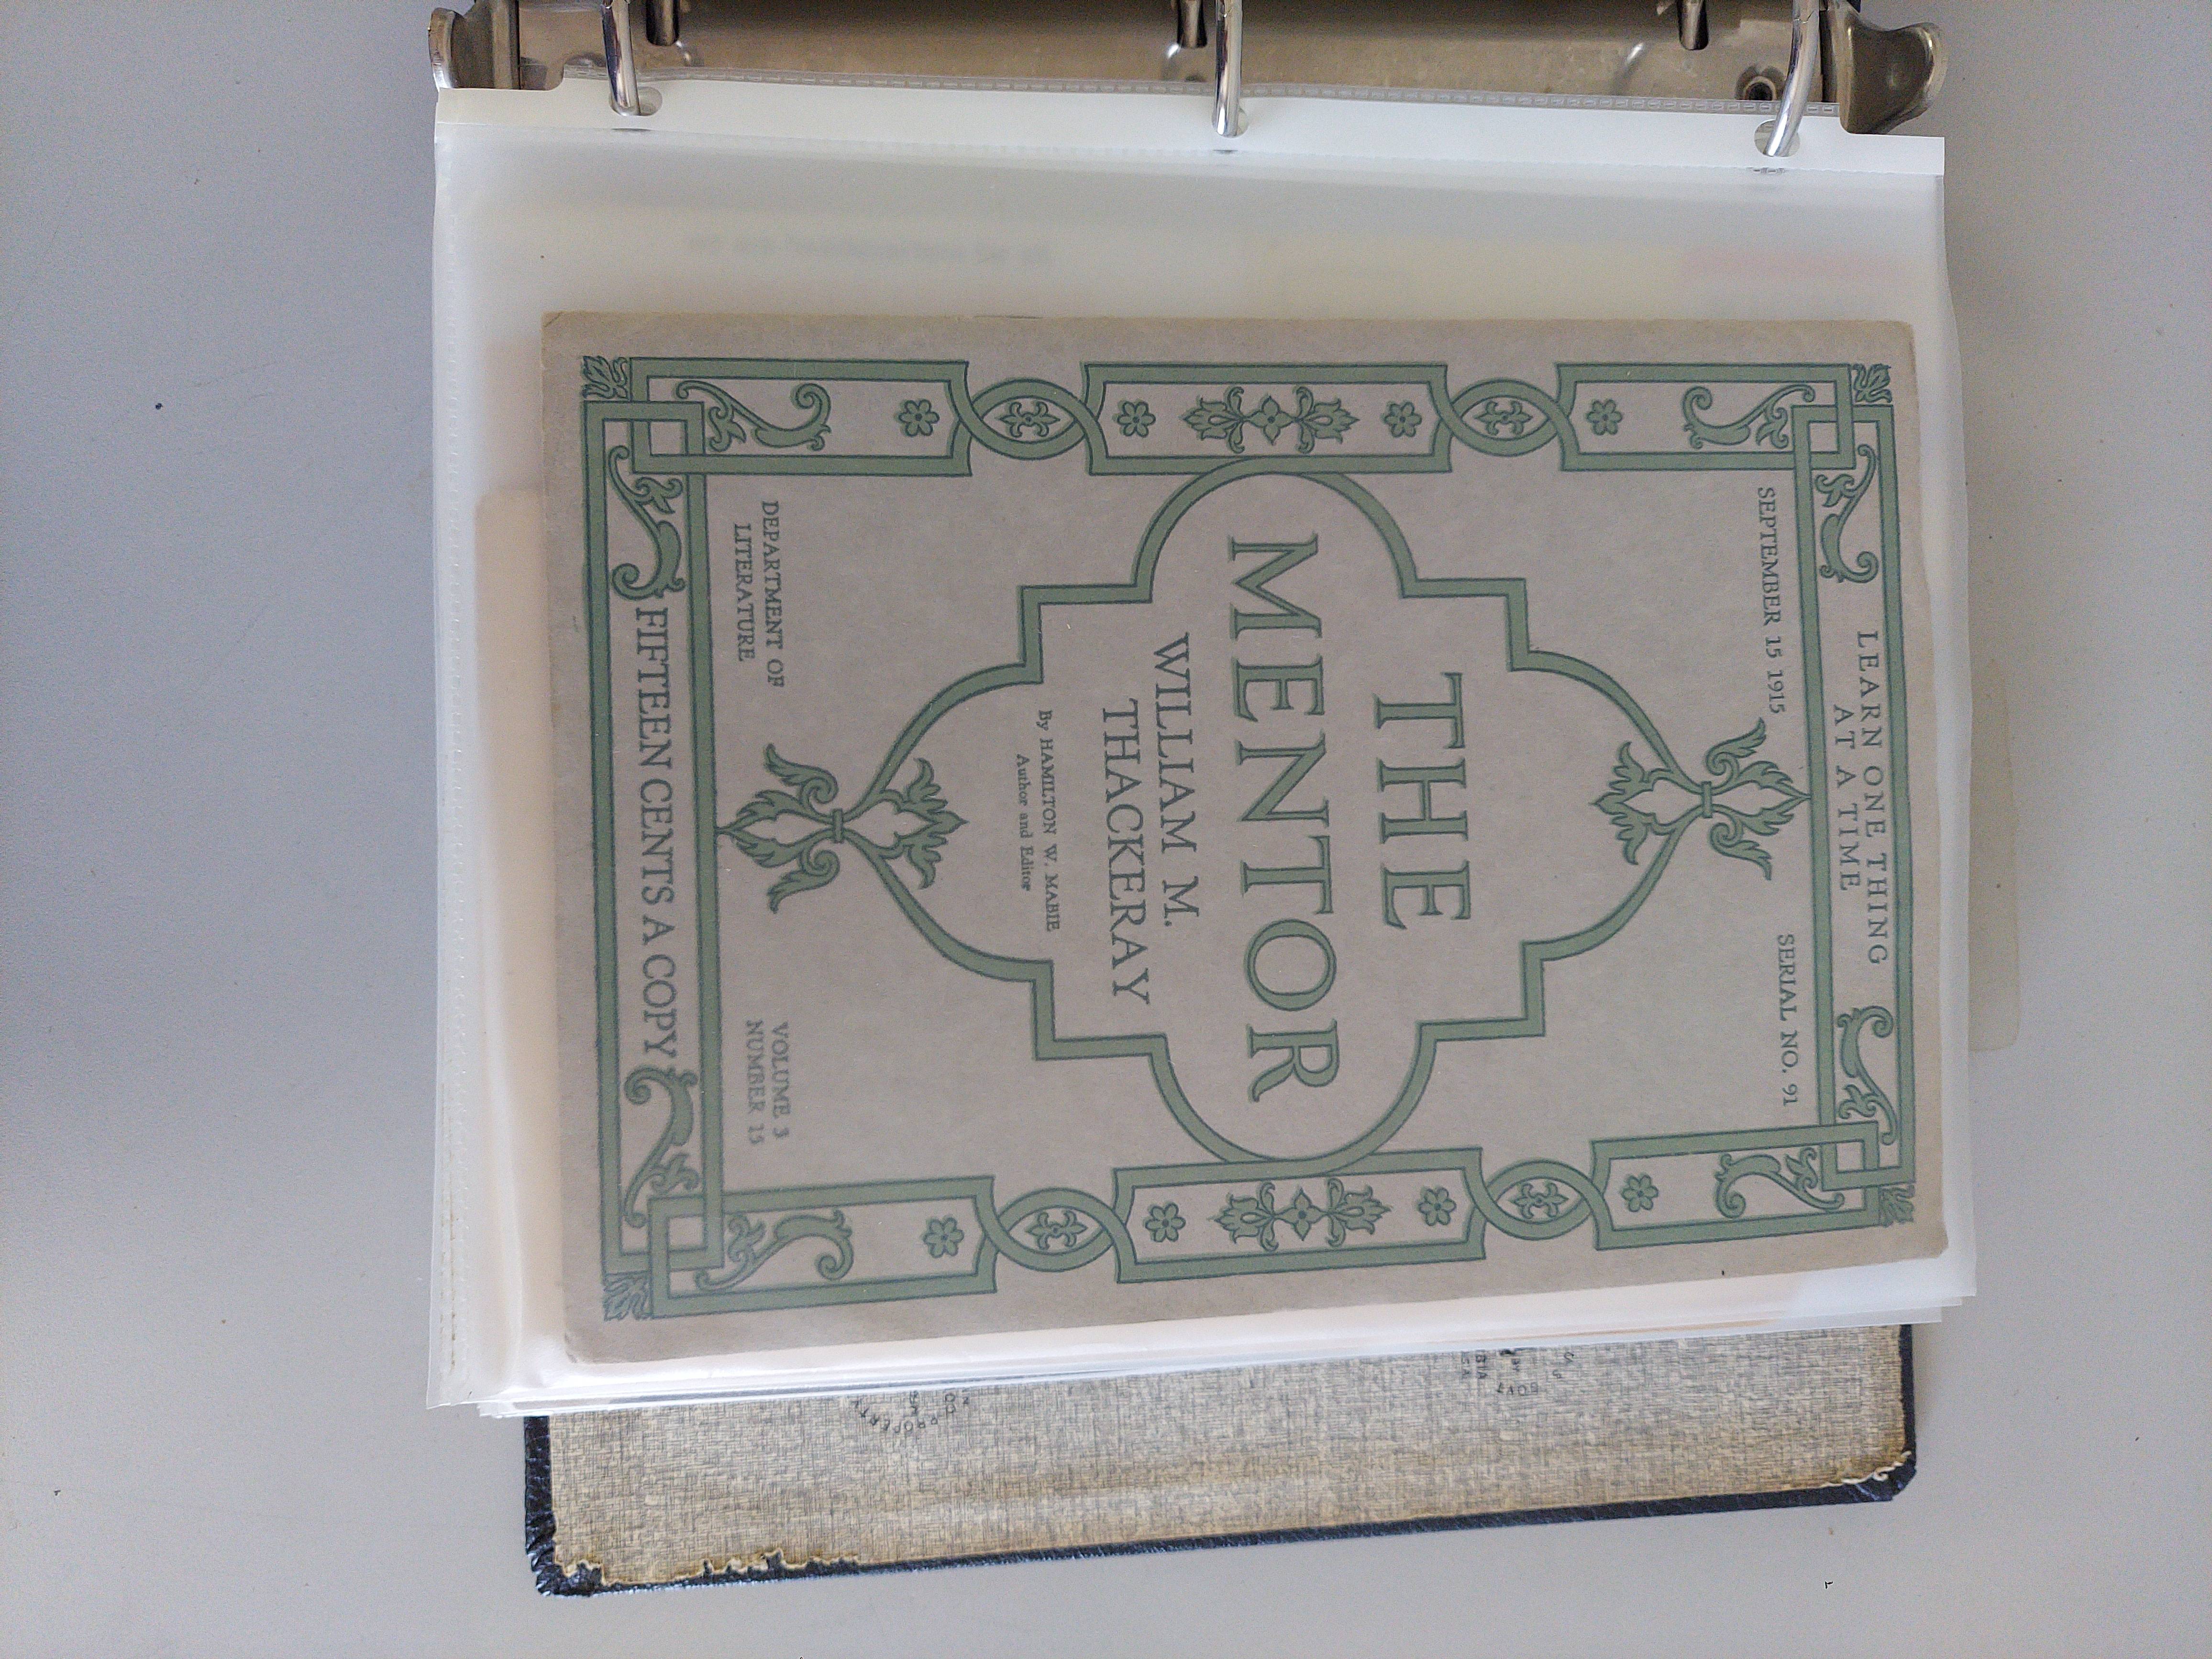 LEARN ONE THING
AT A TIME
SEPTEMBER 15 1915
SERIAL NO. 91
THE
MENTOR
WILLIAM M.
THACKERAY
By HAMILTON W. MABIE
Author and Editor
DEPARTMENT OF
LITERATURE
VOLUME 3
NUMBER 15
FIFTEEN CENTS A COPY
PROPERTY